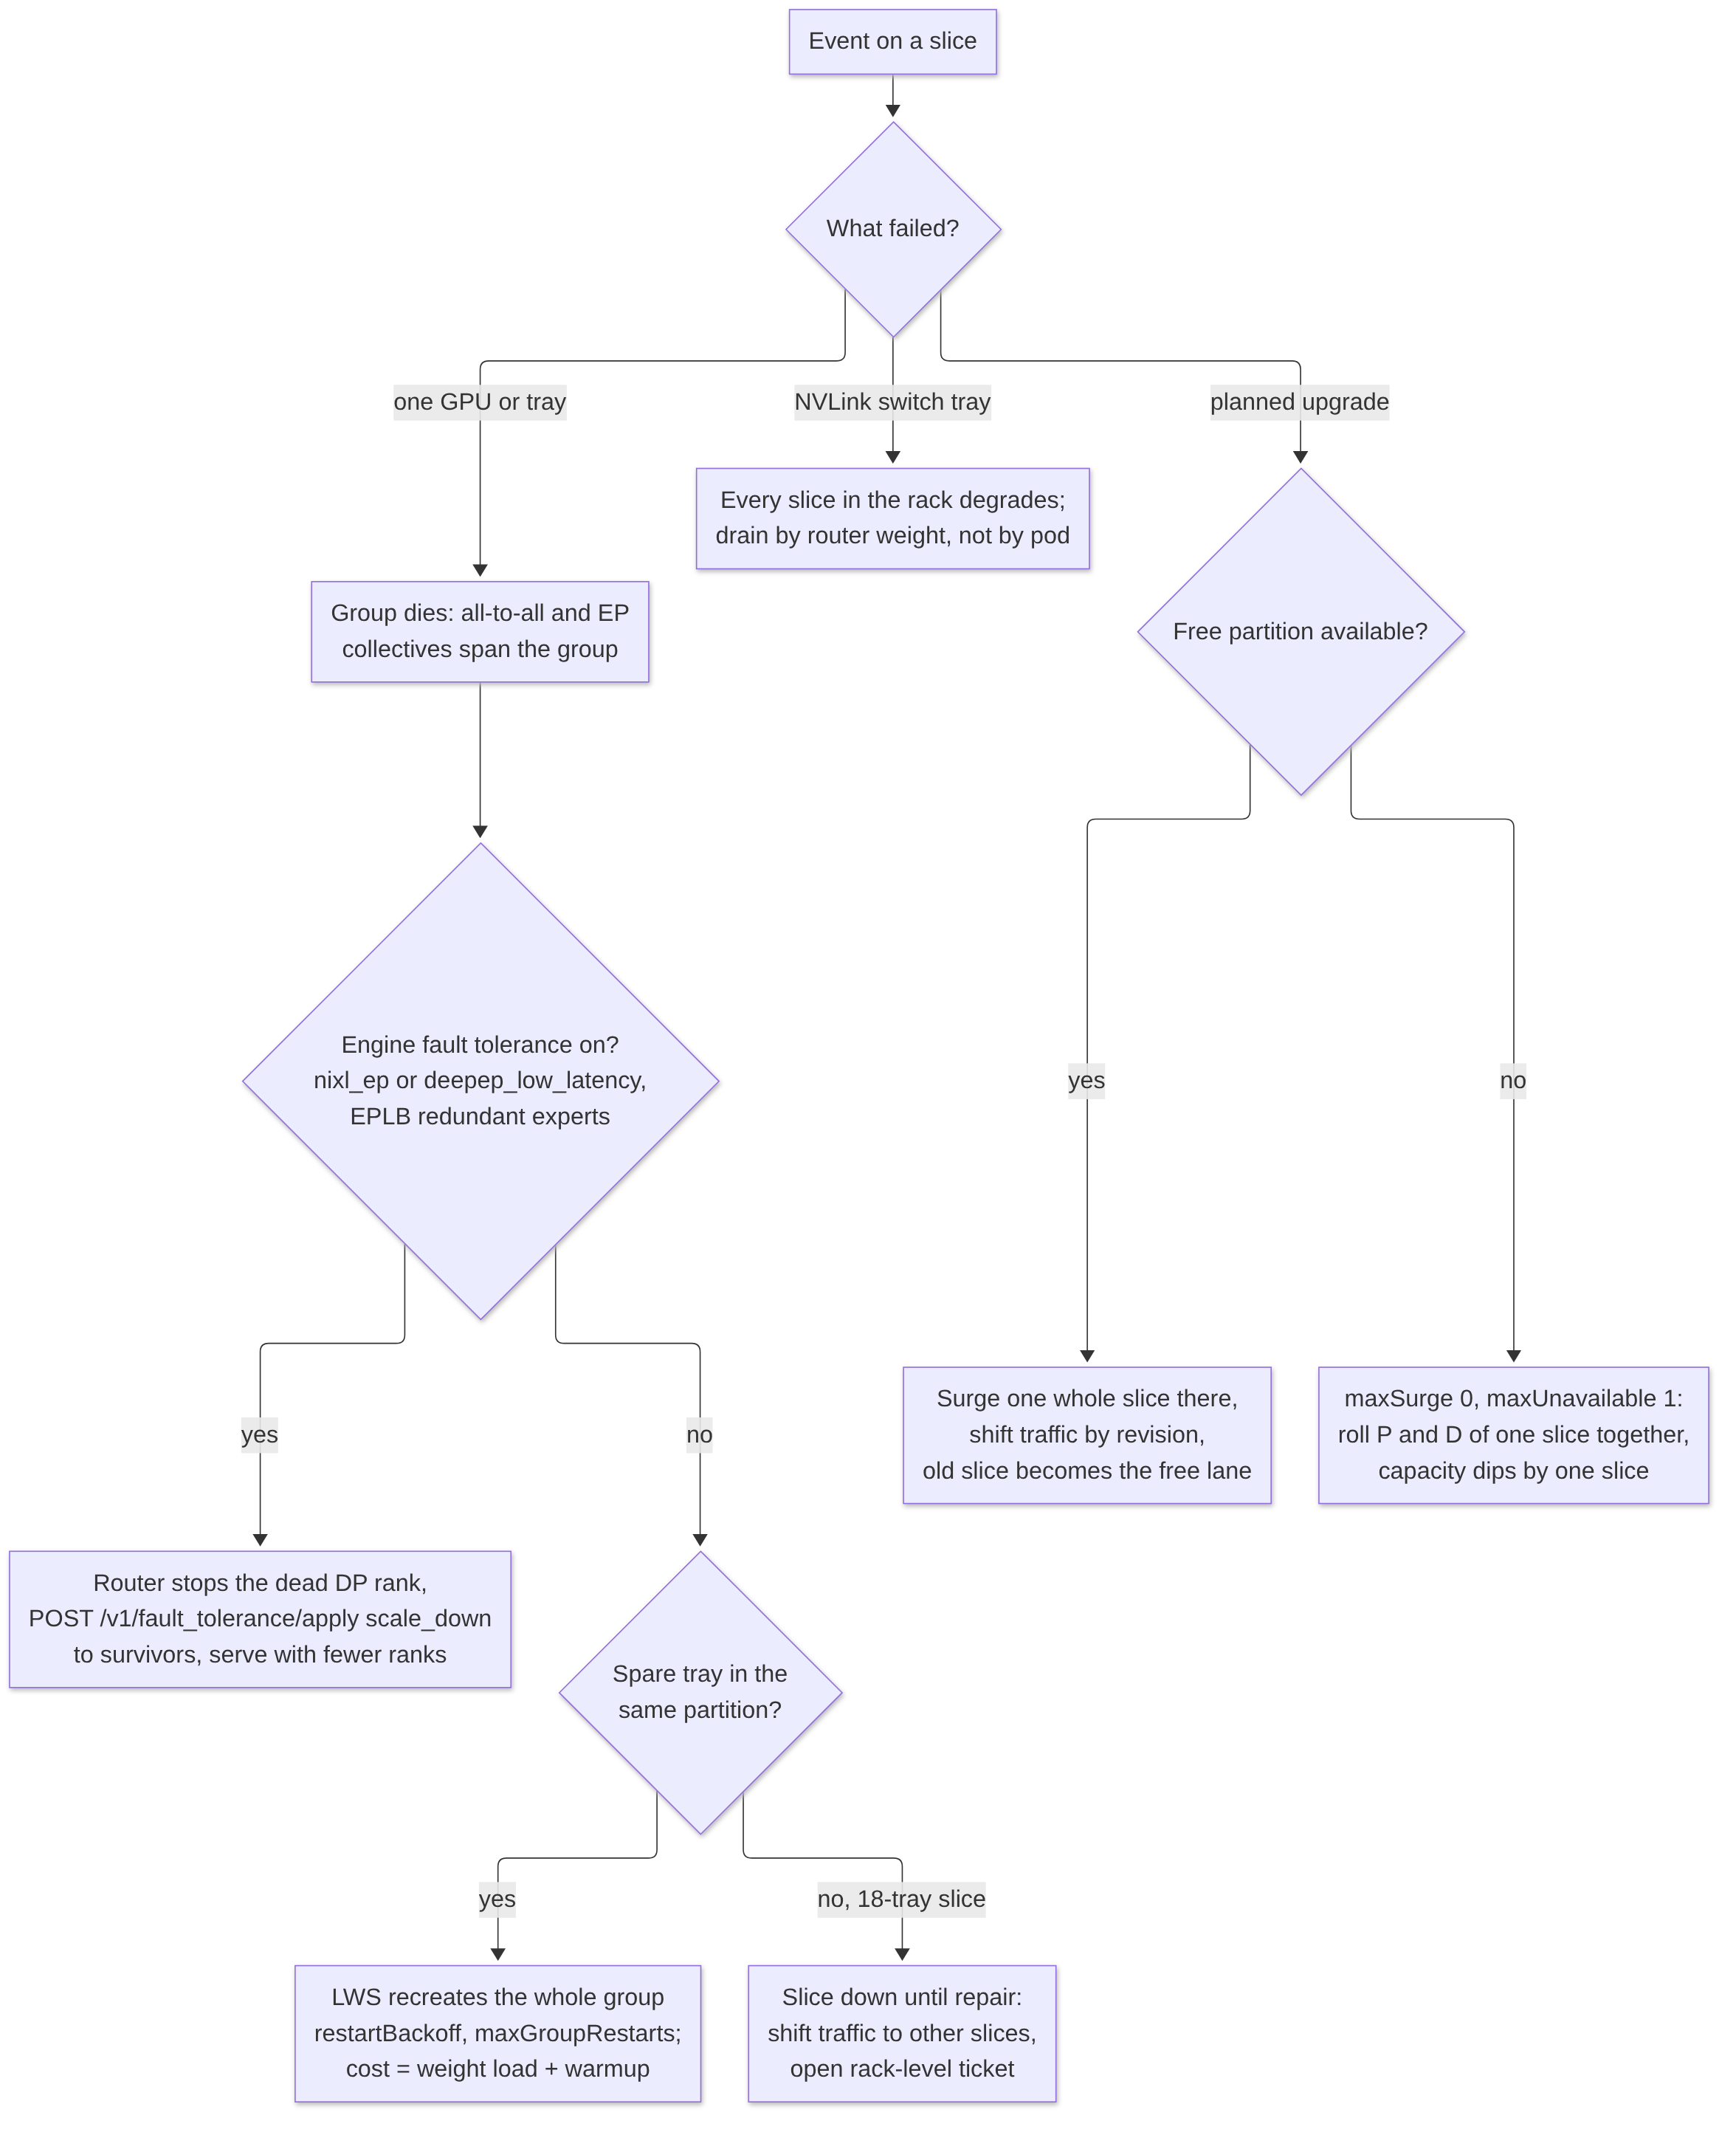 Event on a slice
What failed?
one GPU or tray
NVLink switch tray
planned upgrade
Every slice in the rack degrades;
drain by router weight, not by pod
Group dies: all-to-all and EP
collectives span the group
Free partition available?
Engine fault tolerance on?
nixl_ep or deepep_low_latency,
EPLB redundant experts
yes
no
Surge one whole slice there,
shift traffic by revision,
old slice becomes the free lane
maxSurge 0, maxUnavailable 1:
roll P and D of one slice together,
capacity dips by one slice
yes
no
Router stops the dead DP rank,
POST /v1/fault_tolerance/apply scale_down
to survivors, serve with fewer ranks
Spare tray in the
same partition?
yes
no, 18-tray slice
LWS recreates the whole group
restartBackoff, maxGroupRestarts;
cost = weight load + warmup
Slice down until repair:
shift traffic to other slices,
open rack-level ticket